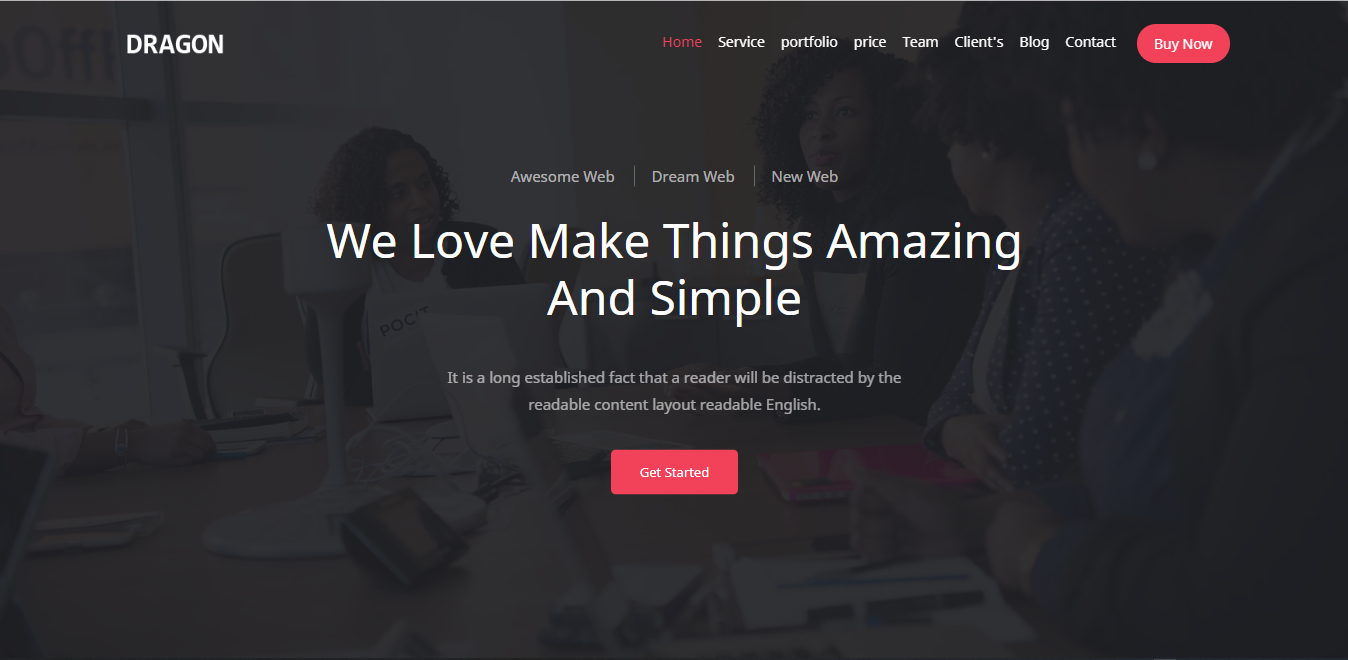 DRAGON
Home Service portfolio price Team Client's Blog Contact Buy Now
Awesome Web Dream Web New Web
We Love Make Things Amazing
And Simple
POCIT
It is a long established fact that a reader will be distracted by the
readable content layout readable English.
Get Started